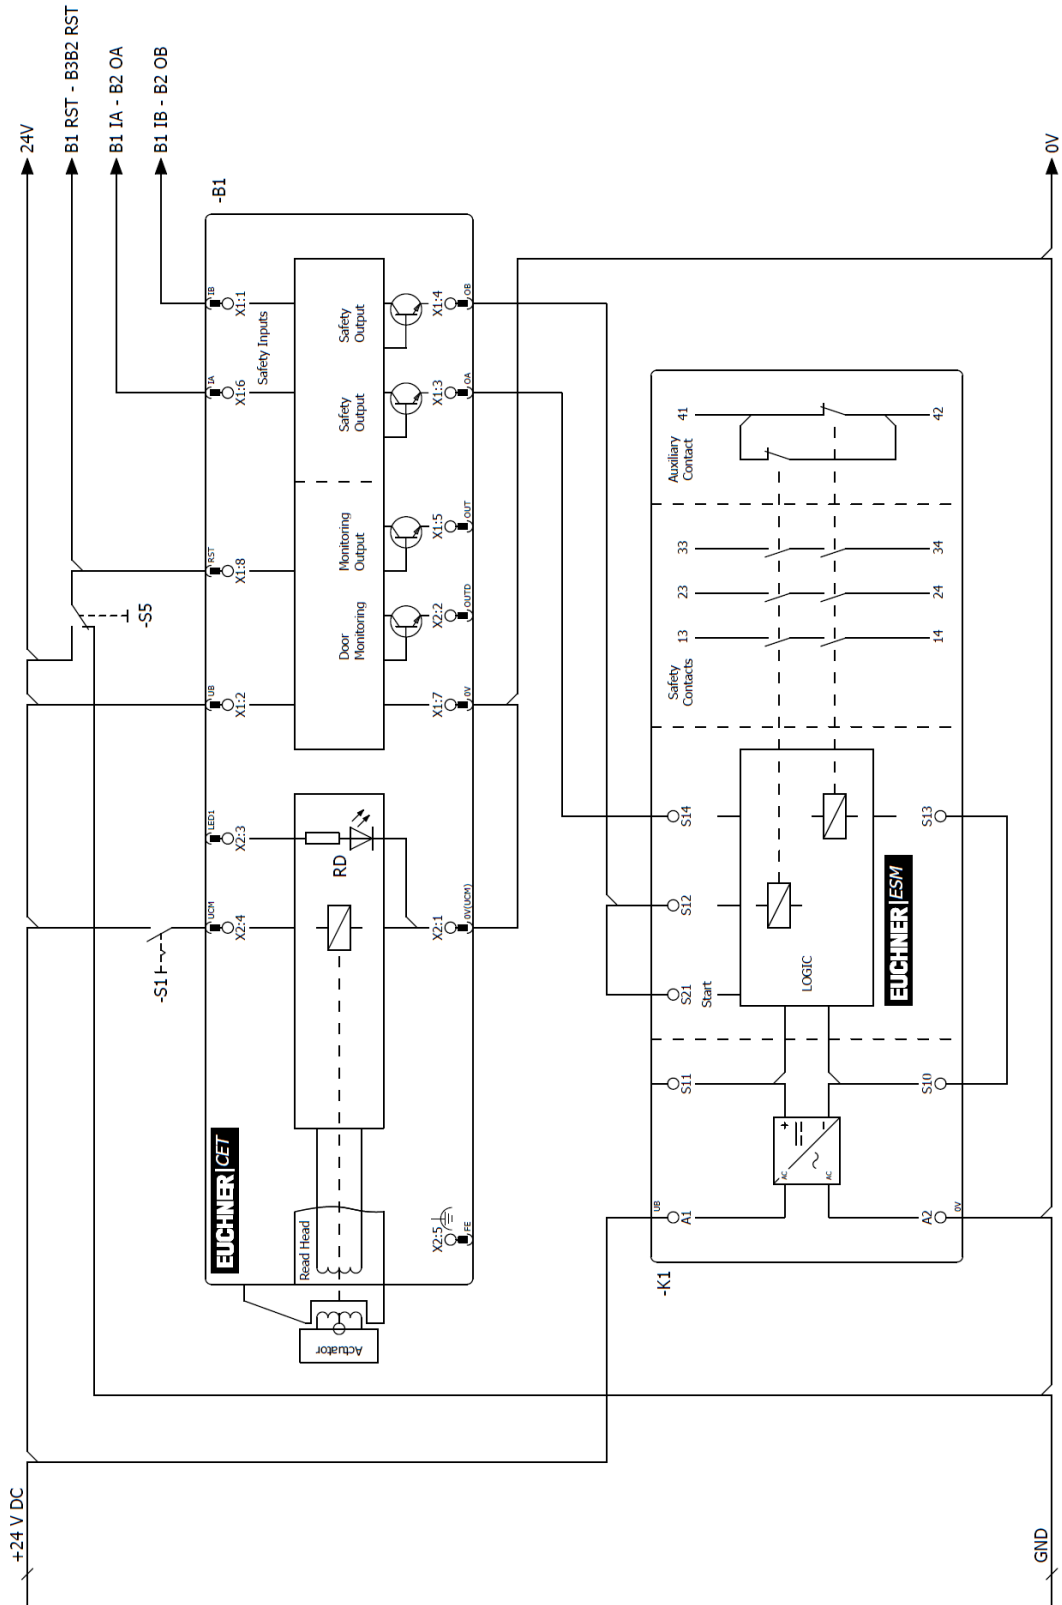 24V
B1 RST - B3B2 RST
B1 IA - B2 OA
B1 IB - B2 OB
0V
-B1
IB
X1:1
IA
X1:6
Safety Inputs
RST
X1:8
UB
X1:2
LED1
X2:3
UCM
X2:4
Safety
Output
Safety
Output
Monitoring
Output
Door
Monitoring
X1:4
OB
X1:3
OA
X1:5
OUT
X2:2
OUTD
X1:7
0V
X2:1
0V(UCM)
RD
-S5
-S1
EUCHNER|CET
Read Head
X2:5
FE
Actuator
41
42
Auxiliary
Contact
33
34
23
24
13
14
Safety
Contacts
S14
S13
S12
S21
Start
LOGIC
EUCHNER|ESM
S11
S10
+
AC
AC
UB
A1
A2
0V
-K1
+24 V DC
GND